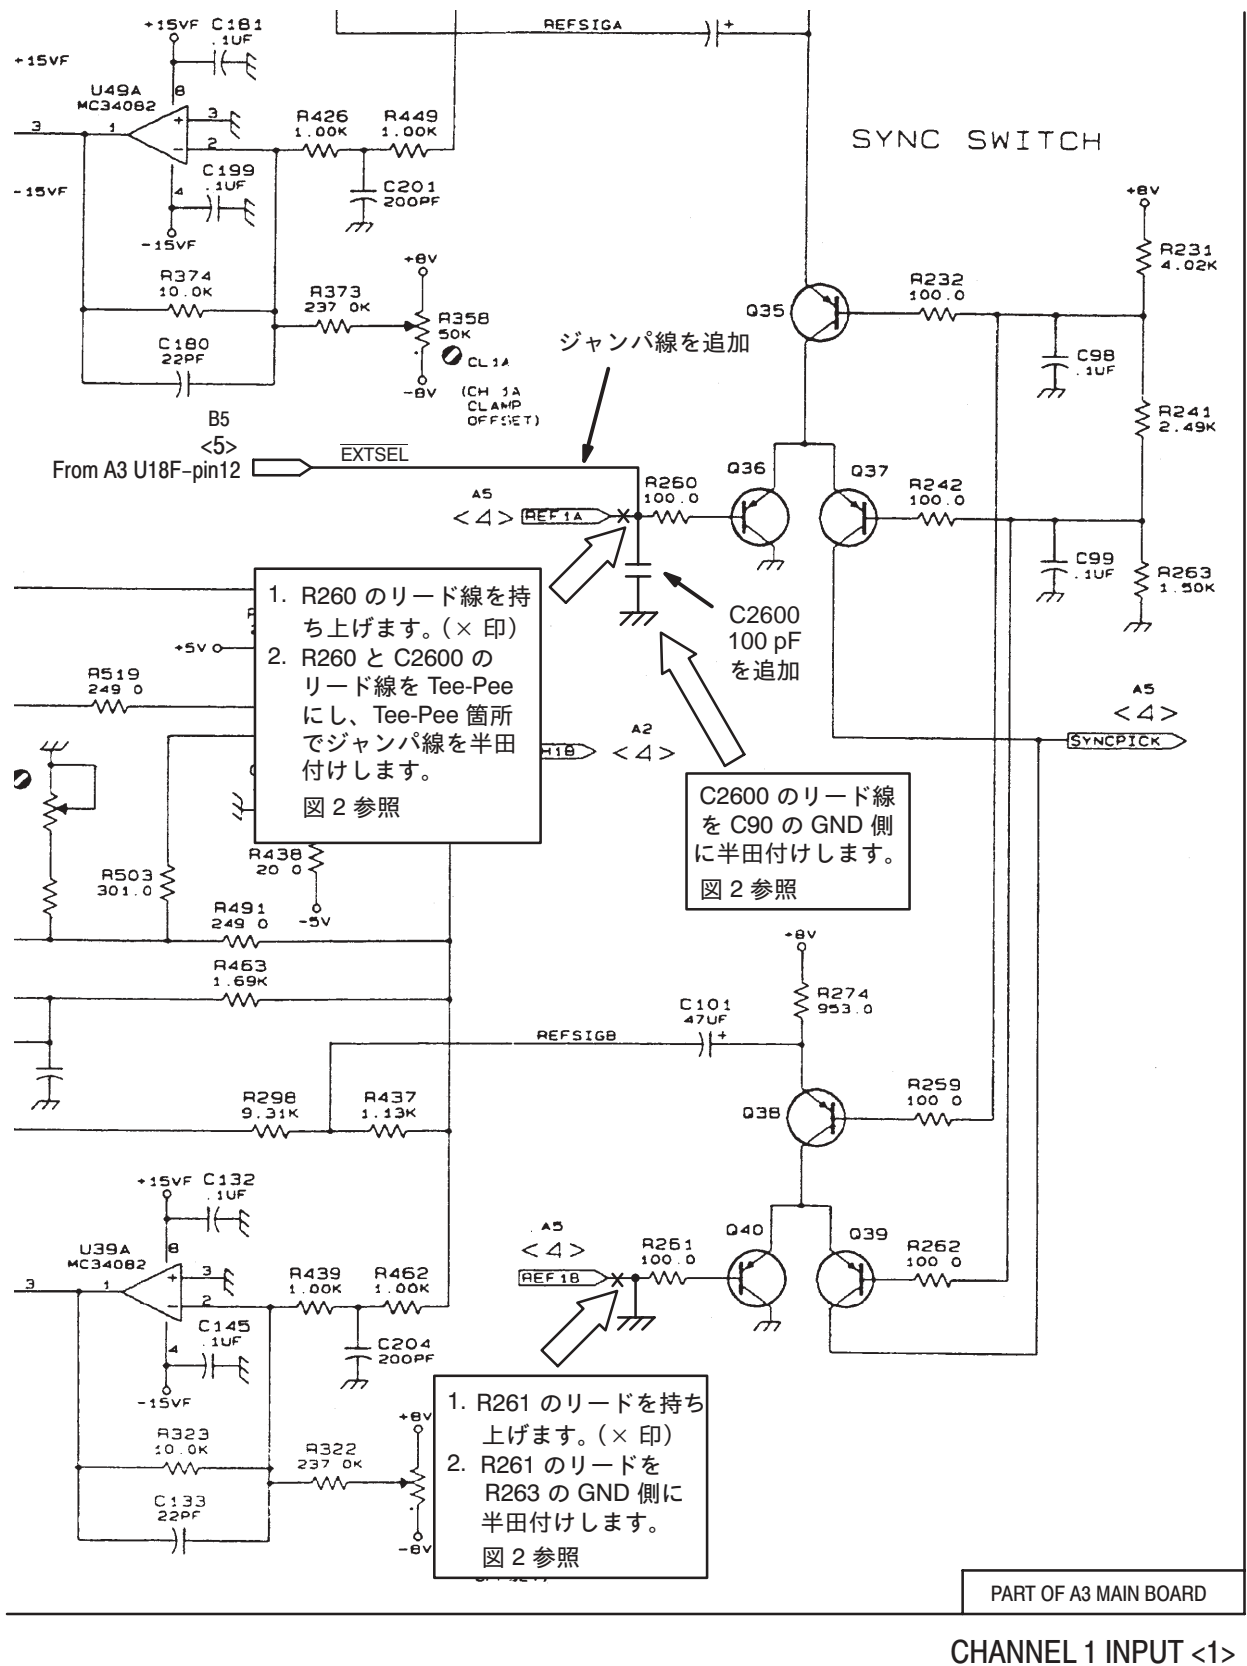 +15VF
C181
.1UF
REFSIGA
+
+15VF
U49A
MC34082
8
3
1
+
3
-
2
R426
1.00K
R449
1.00K
SYNC SWITCH
-15VF
4
C199
.1UF
C201
200PF
-15VF
+8V
R231
4.02K
R374
10.0K
+8V
R373
237 0K
R358
50K
CL1A
-8V
(CH 1A
CLAMP
OFFSET)
C180
22PF
Q35
R232
100.0
C98
.1UF
ジャンパ線を追加
R241
2.49K
B5
<5>
From A3 U18F-pin12
EXTSEL
A5
<4>
REF1A
R260
100.0
Q36
Q37
R242
100.0
C99
.1UF
R263
1.50K
1. R260 のリード線を持
ち上げます。(× 印)
2. R260 と C2600 の
リード線を Tee-Pee
にし、Tee-Pee 箇所
でジャンパ線を半田
付けします。
図 2 参照
C2600
100 pF
を追加
+5V
R519
249 0
A2
H1B
<4>
A5
<4>
SYNCPICK
C2600 のリード線
を C90 の GND 側
に半田付けします。
図 2 参照
R503
301.0
R438
20 0
-5V
R491
249 0
R463
1.69K
+8V
R274
953.0
C101
47UF
+
REFSIGB
R298
9.31K
R437
1.13K
Q38
R259
100 0
+15VF
C132
.1UF
U39A
MC34082
8
3
1
+
3
-
2
R439
1.00K
R462
1.00K
A5
<4>
REF1B
R261
100.0
Q40
Q39
R262
100 0
4
C145
.1UF
C204
200PF
-15VF
R323
10.0K
R322
237 0K
+8V
-8V
C133
22PF
1. R261 のリードを持ち
上げます。(× 印)
2. R261 のリードを
R263 の GND 側に
半田付けします。
図 2 参照
PART OF A3 MAIN BOARD
CHANNEL 1 INPUT <1>